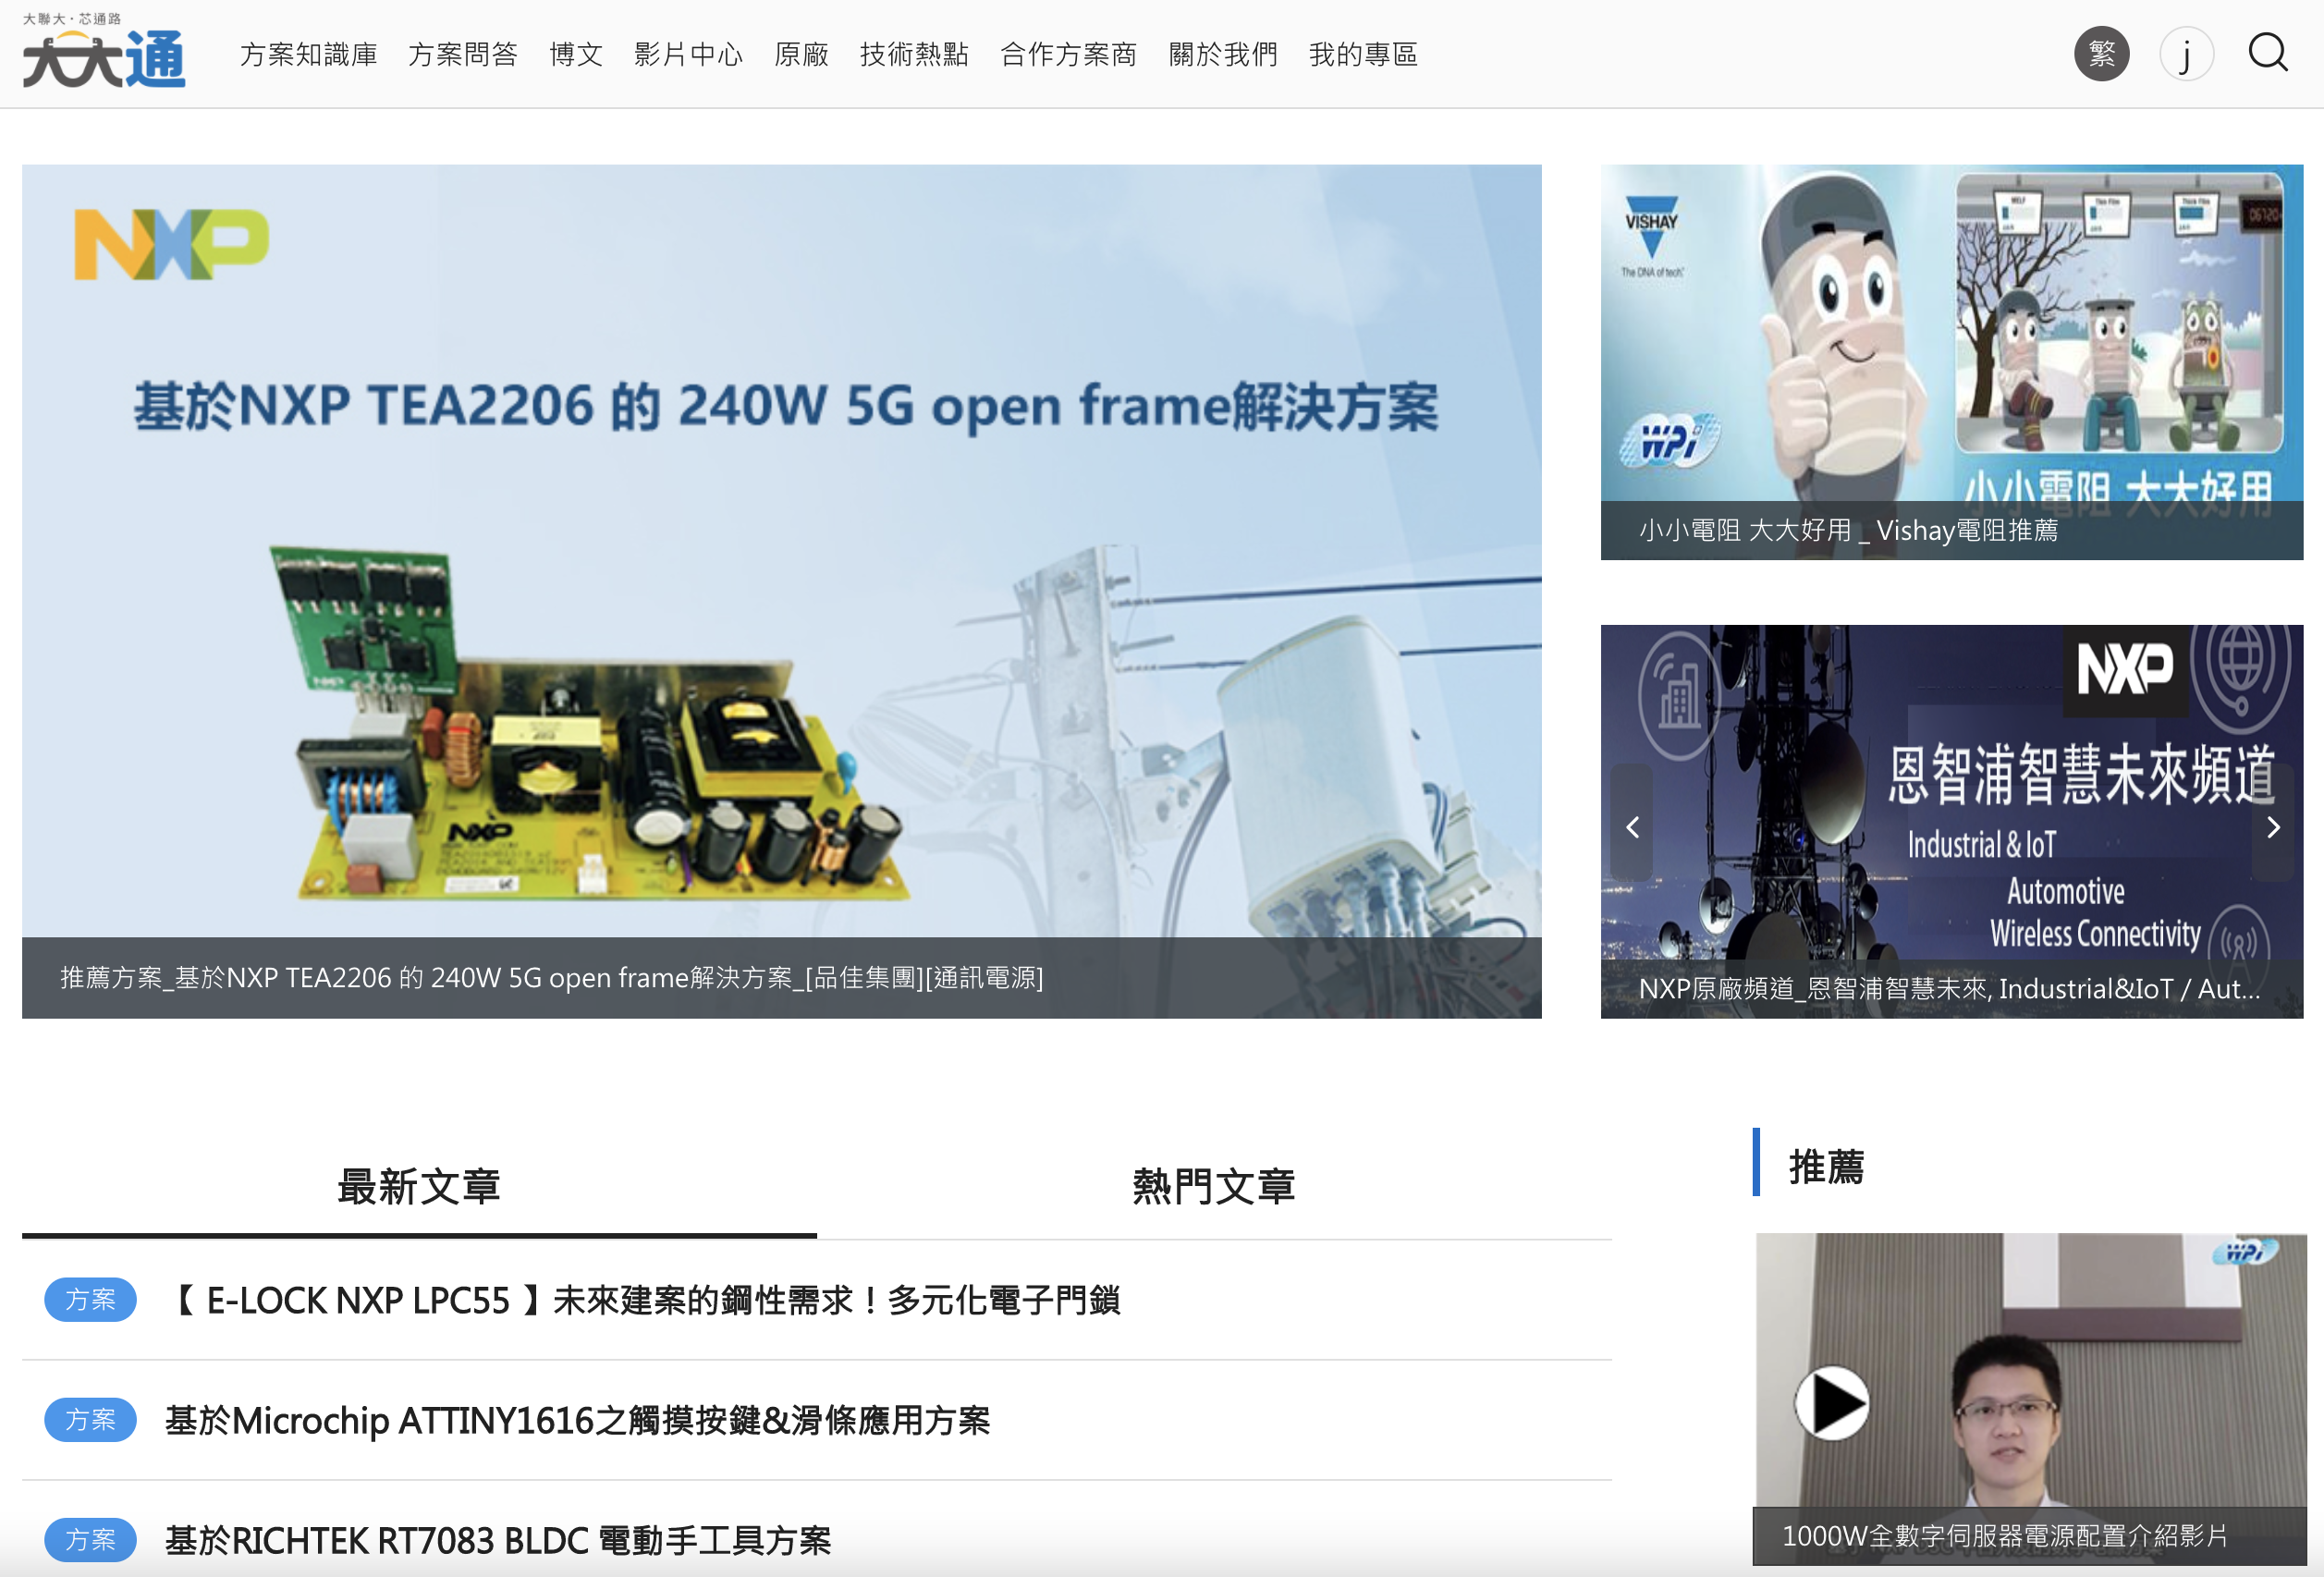 大聯大・芯通路
大大通
方案知識庫 方案問答 博文 影片中心 原廠 技術熱點 合作方案商 關於我們 我的專區
繁
j
NXP
基於NXP TEA2206 的 240W 5G open frame解決方案
NXP
NXP
推薦方案_基於NXP TEA2206 的 240W 5G open frame解決方案_[品佳集團][通訊電源]
VISHAY
The DNA of tech
WPi
小小電阻 大大好用
小小電阻 大大好用 _ Vishay電阻推薦
NXP
恩智浦智慧未來頻道
Industrial & IoT
Automotive
Wireless Connectivity
NXP原廠頻道_恩智浦智慧未來, Industrial&IoT / Aut...
最新文章
熱門文章
方案 【 E-LOCK NXP LPC55 】未來建案的鋼性需求！多元化電子門鎖
方案 基於Microchip ATTINY1616之觸摸按鍵&滑條應用方案
方案 基於RICHTEK RT7083 BLDC 電動手工具方案
推薦
WPi
1000W全數字伺服器電源配置介紹影片